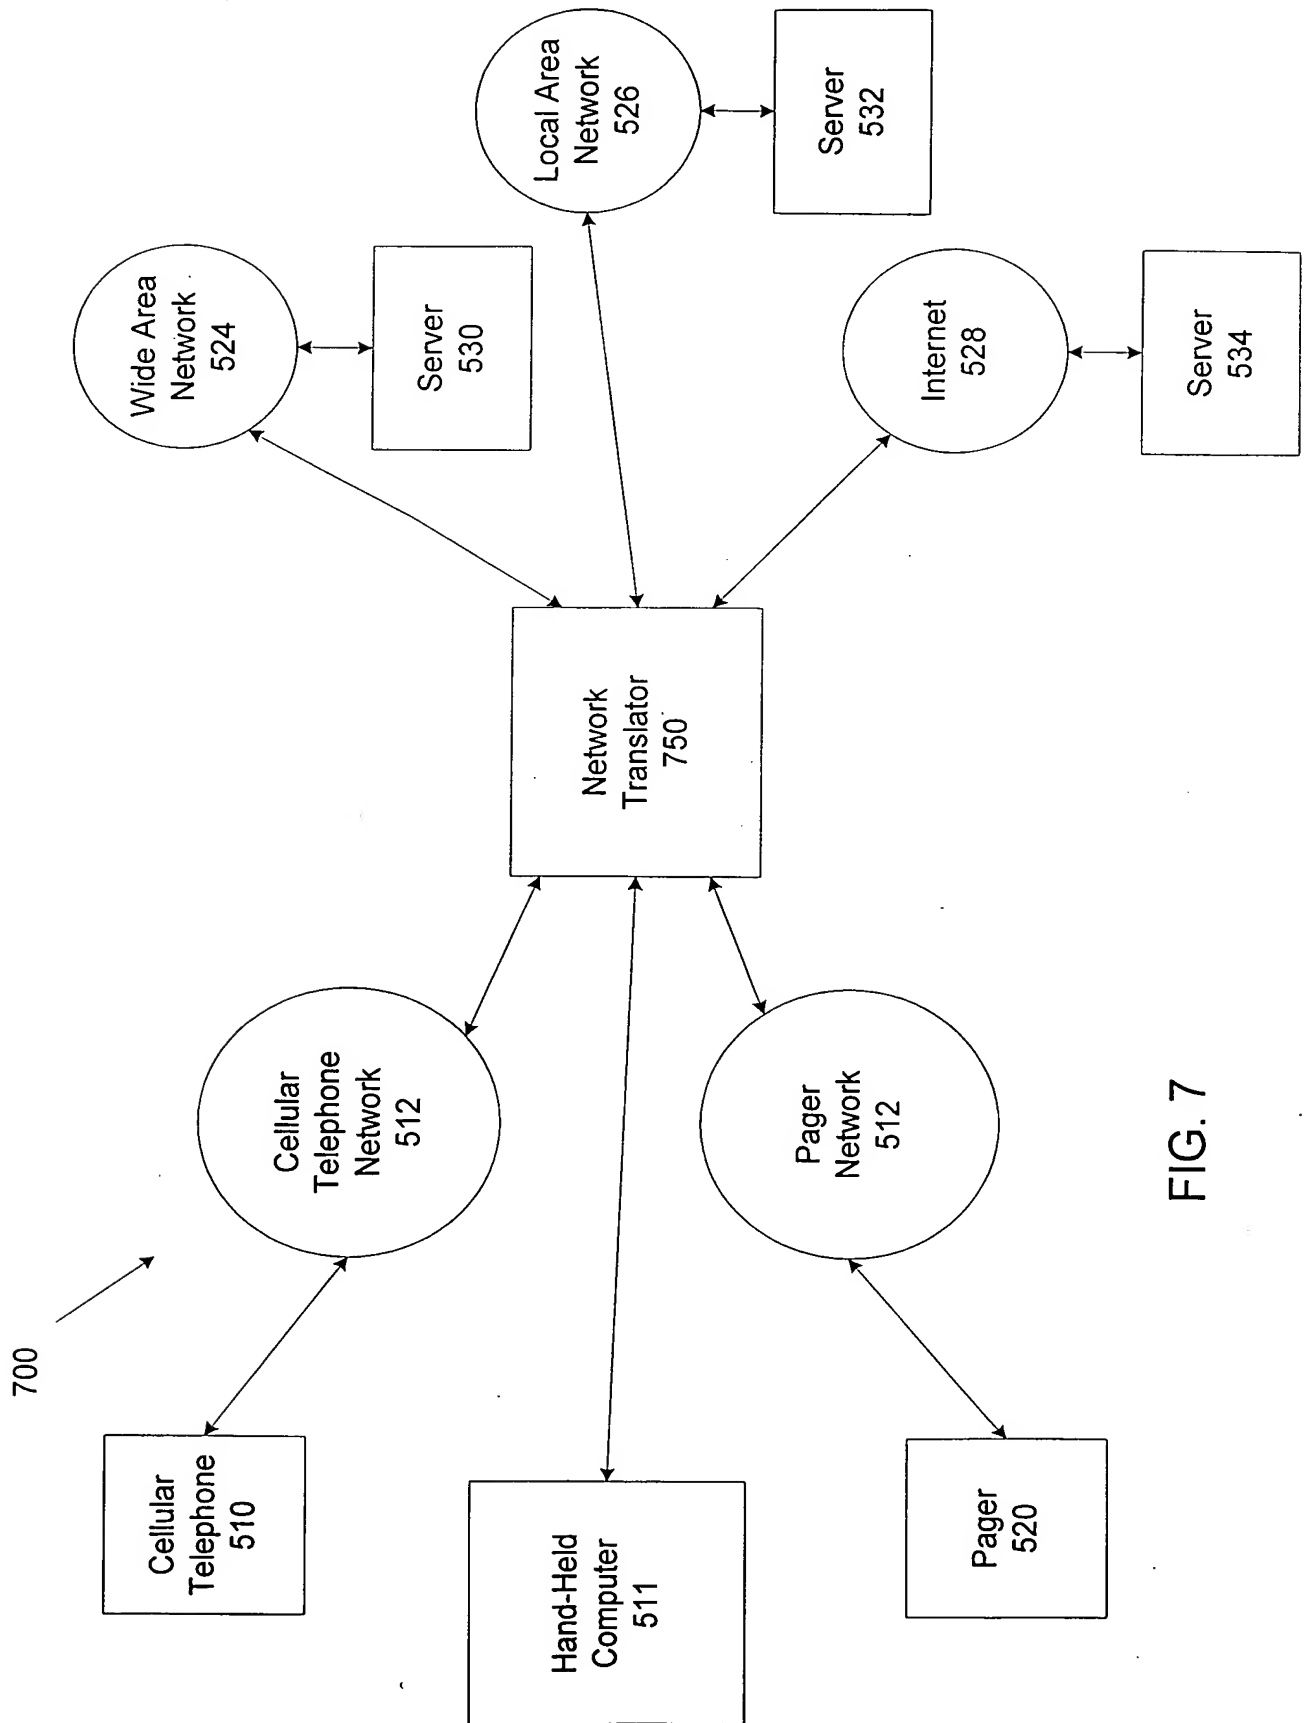 700
Cellular
Telephone
510
Cellular
Telephone
Network
512
Wide Area
Network
524
Server
530
Hand-Held
Computer
511
Network
Translator
750
Local Area
Network
526
Server
532
Pager
520
Pager
Network
512
Internet
528
Server
534
FIG. 7